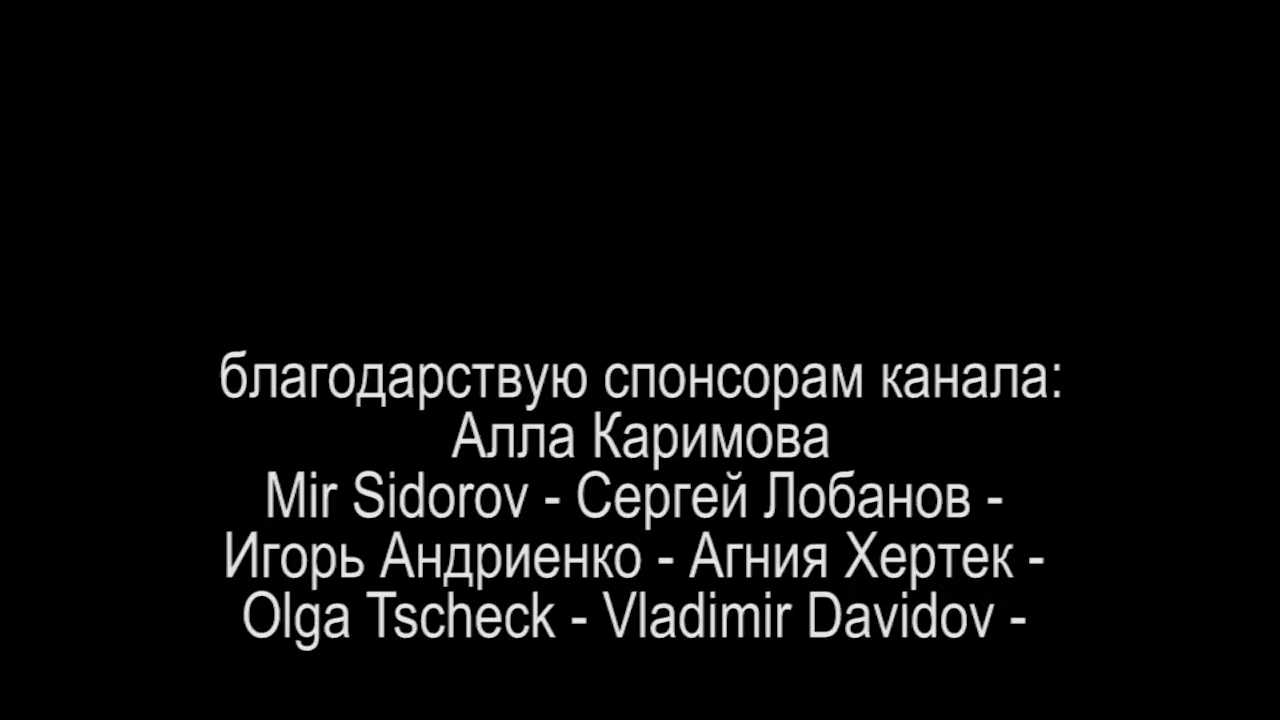 благодарствую спонсорам канала:
Алла Каримова
Mir Sidorov - Сергей Лобанов -
Игорь Андриенко - Агния Хертек -
Olga Tscheck - Vladimir Davidov -